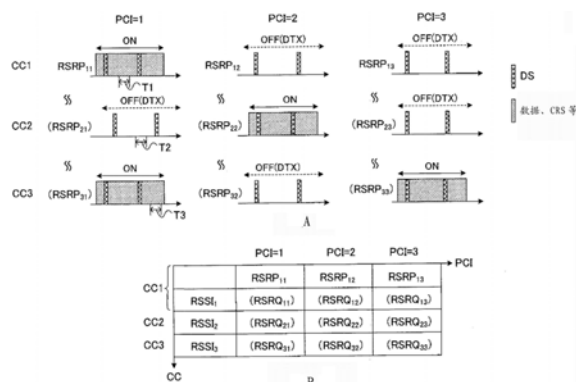 PCI=1 PCI=2 PCI=3
ON OFF(DTX) OFF(DTX)
CC1 RSRP11 RSRP12 RSRP13
T1
DS
数据、CRS 等
OFF(DTX) ON OFF(DTX)
CC2 (RSRP21) (RSRP22) (RSRP23)
T2
ON OFF(DTX) ON
CC3 (RSRP31) (RSRP32) (RSRP33)
T3
A
PCI=1 PCI=2 PCI=3
PCI
CC1 RSRP11 RSRP12 RSRP13
RSSI1 (RSRQ11) (RSRQ12) (RSRQ13)
CC2 RSSI2 (RSRQ21) (RSRQ22) (RSRQ23)
CC3 RSSI3 (RSRQ31) (RSRQ32) (RSRQ33)
CC
B